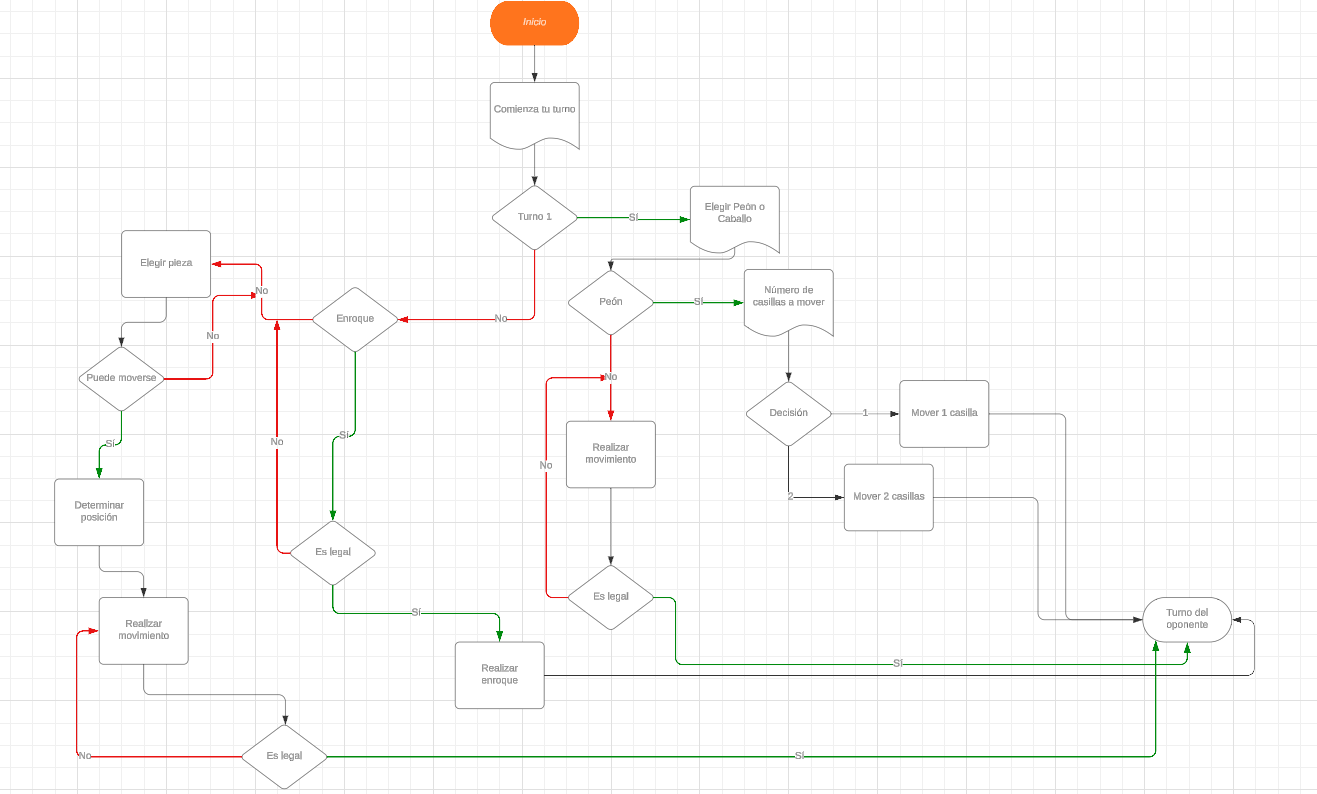 Inicio
Comienza tu turno
Turno 1
Sí
Elegir Peón o
Caballo
Elegir pieza
No
Enroque
No
Peón
Sí
Número de
casillas a mover
No
Puede moverse
No
Decisión
1
Mover 1 casilla
Sí
Sí
No
Realizar
movimiento
No
2
Mover 2 casillas
Determinar
posición
Es legal
Es legal
Sí
Turno del
oponente
Realizar
movimiento
Realizar
enroque
Sí
No
Es legal
Sí